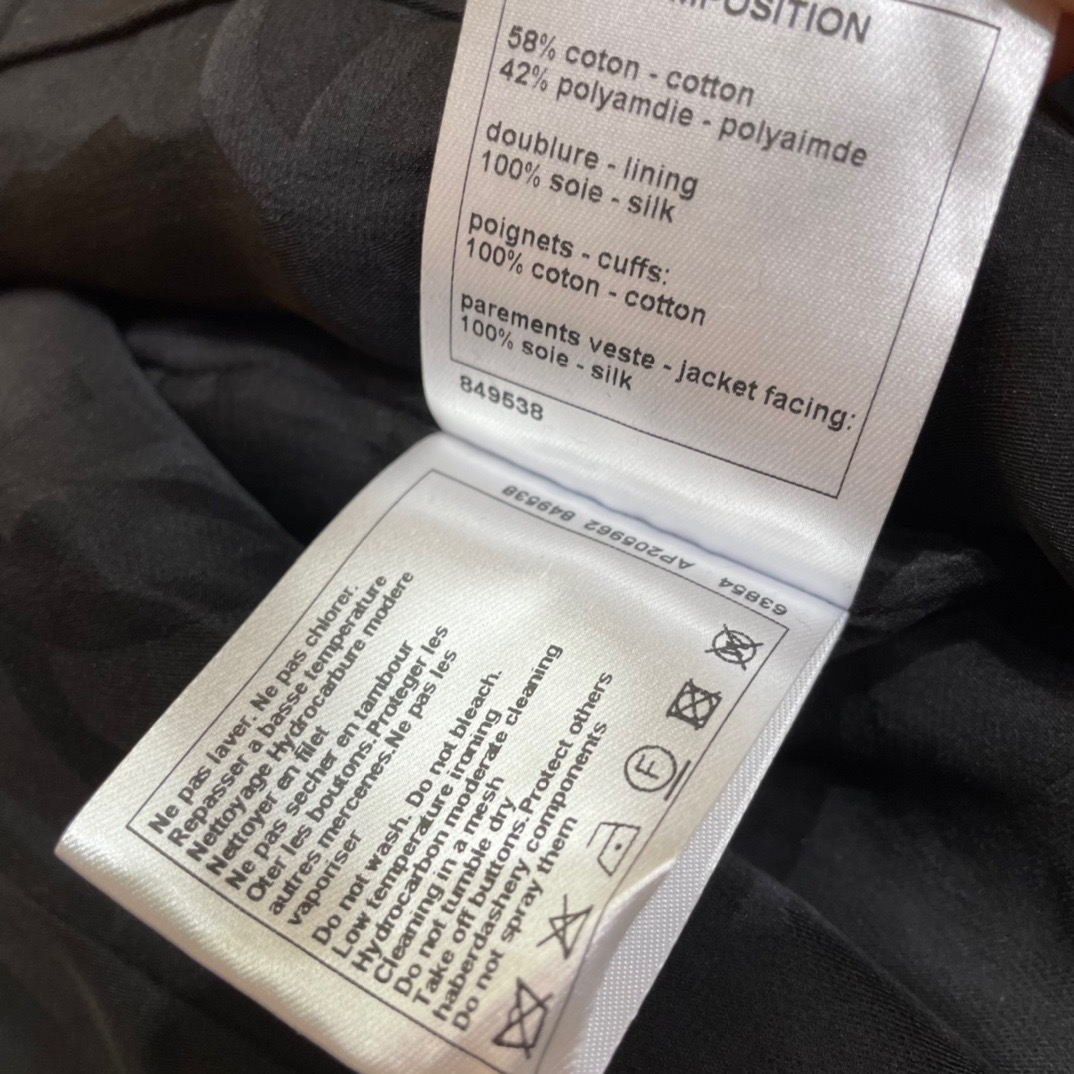 COMPOSITION
58% coton - cotton
42% polyamdie - polyaimde
doublure - lining
100% soie - silk
poignets - cuffs:
100% coton - cotton
parements veste - jacket facing:
100% soie - silk
849538
63854 AP205962 849538
Ne pas laver. Ne pas chlorer.
Repasser a basse temperature
Nettoyage Hydrocarbure modere
Nettoyer en filet
Ne pas secher en tambour
Oter les boutons.Proteger les
autres mercenes.Ne pas les
vaporiser
Do not wash. Do not bleach.
Low temperature ironing
Hydrocarbon moderate cleaning
Cleaning in a mesh
Do not tumble dry
Take off buttons.Protect others
haberdashery components
Do not spray them
F